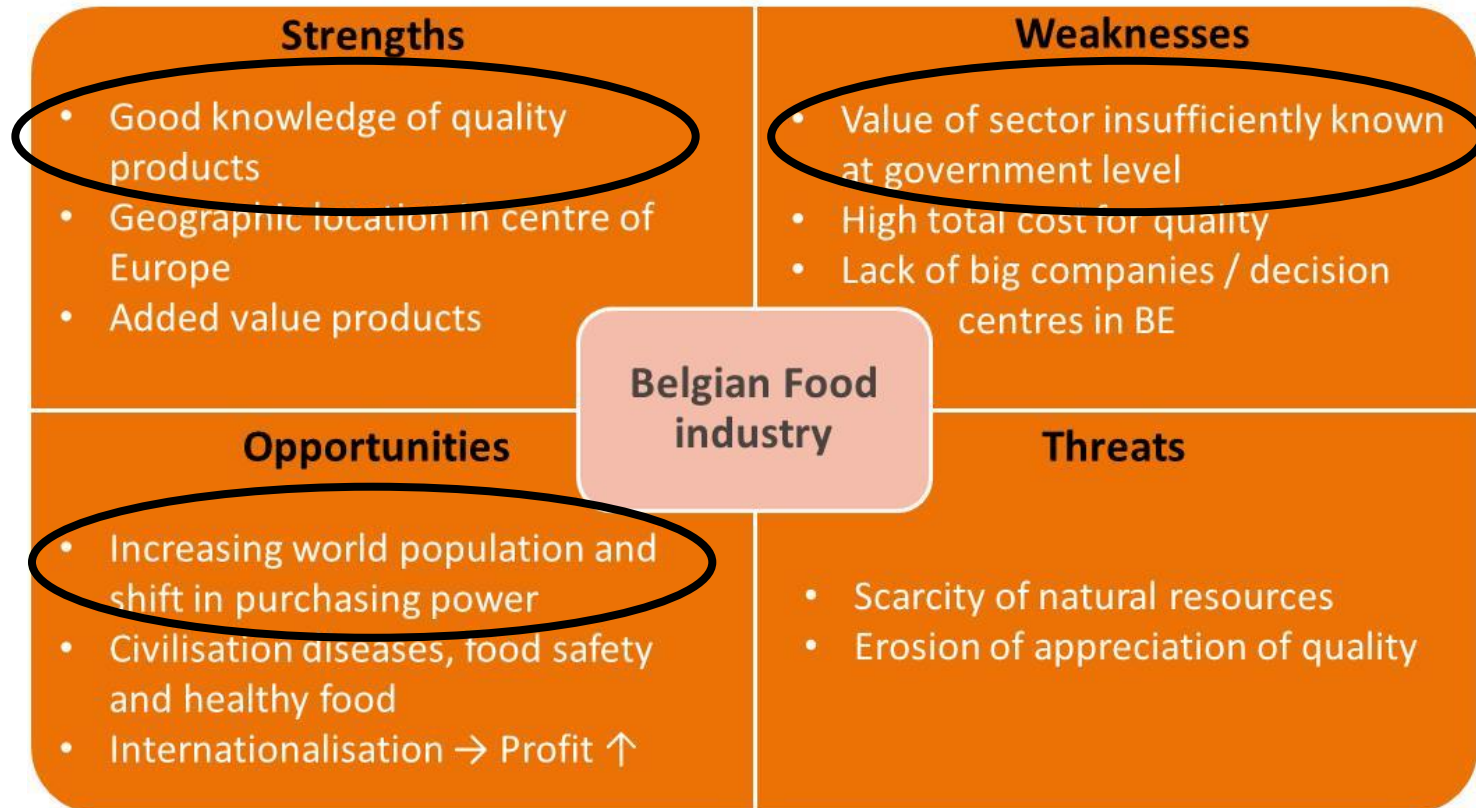 Strengths
• Good knowledge of quality
products
• Geographic location in centre of
Europe
• Added value products
Weaknesses
• Value of sector insufficiently known
at government level
• High total cost for quality
• Lack of big companies / decision
centres in BE
Belgian Food
industry
Opportunities
• Increasing world population and
shift in purchasing power
• Civilisation diseases, food safety
and healthy food
• Internationalisation → Profit ↑
Threats
• Scarcity of natural resources
• Erosion of appreciation of quality